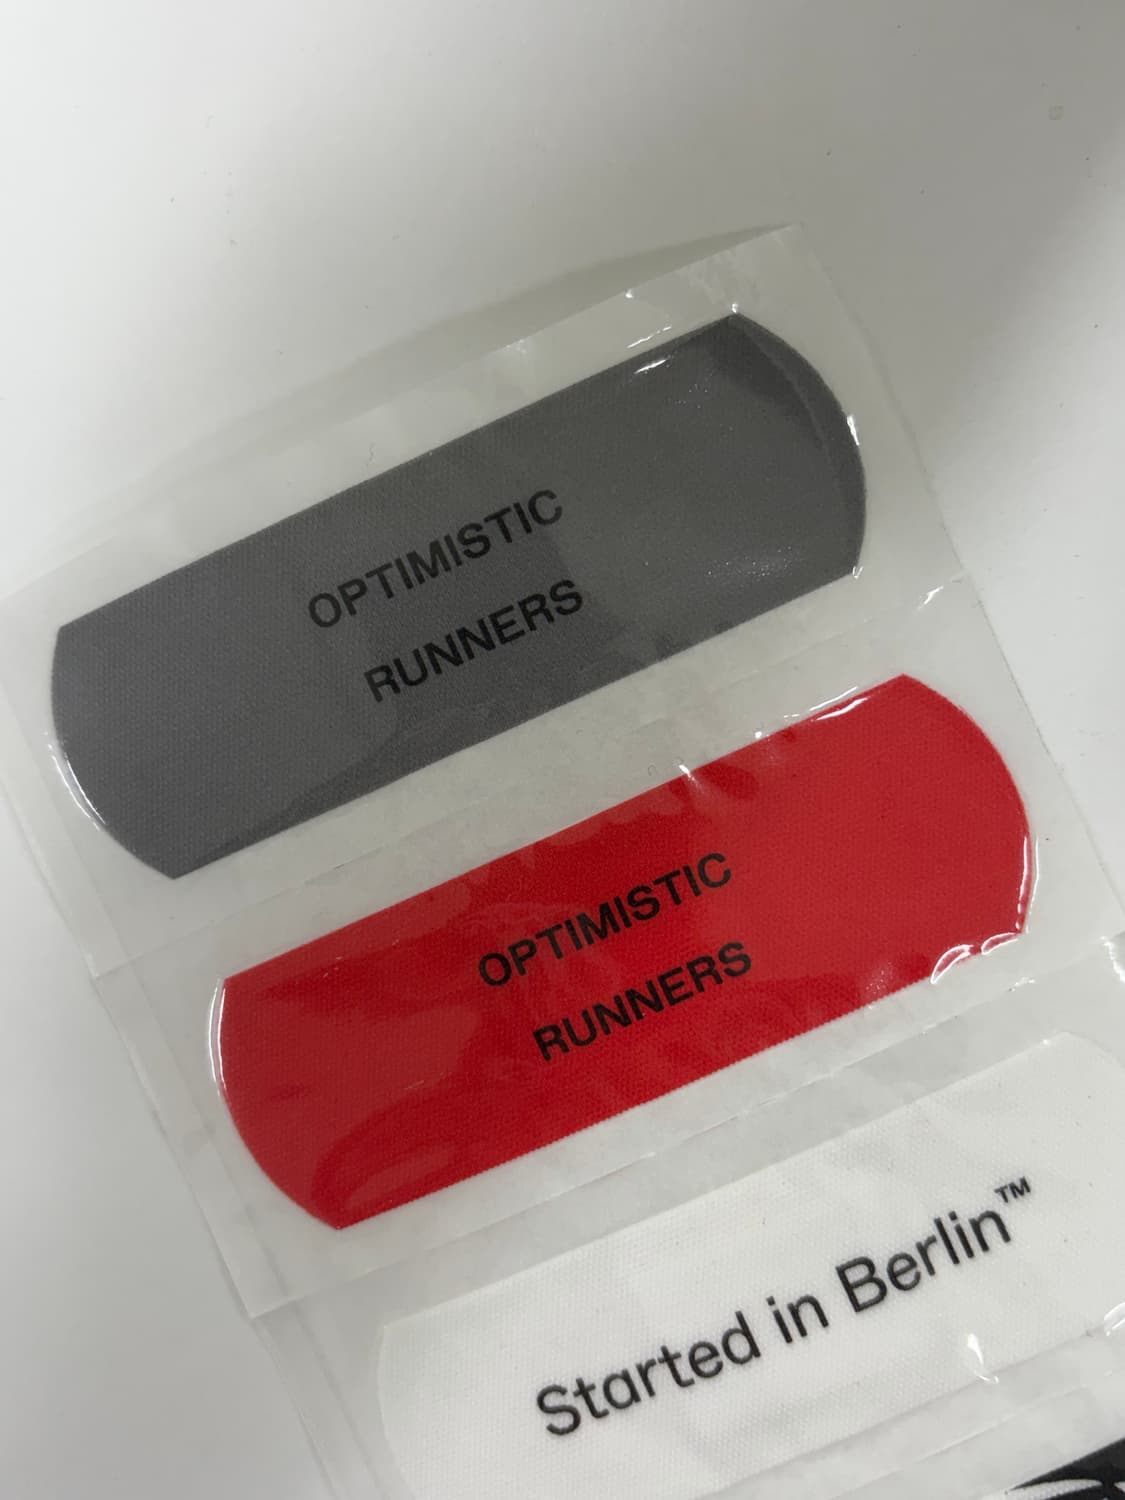 OPTIMISTIC
RUNNERS
OPTIMISTIC
RUNNERS
Started in Berlin™